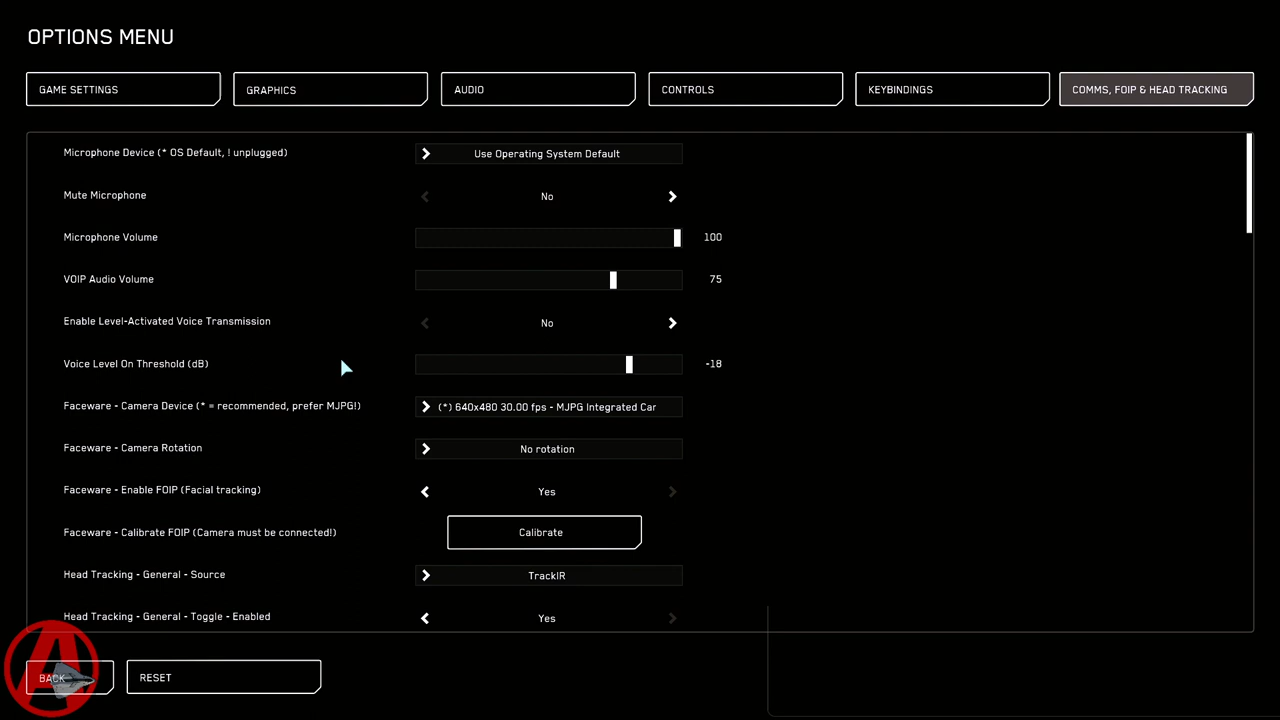 OPTIONS MENU
GAME SETTINGS
GRAPHICS
AUDIO
CONTROLS
KEYBINDINGS
COMMS, FOIP & HEAD TRACKING
Microphone Device (* OS Default, ! unplugged)
Use Operating System Default
Mute Microphone
No
Microphone Volume
100
VOIP Audio Volume
75
Enable Level-Activated Voice Transmission
No
Voice Level On Threshold (dB)
-18
Faceware - Camera Device (* = recommended, prefer MJPG!)
(*) 640x480 30.00 fps - MJPG Integrated Car
Faceware - Camera Rotation
No rotation
Faceware - Enable FOIP (Facial tracking)
Yes
Faceware - Calibrate FOIP (Camera must be connected!)
Calibrate
Head Tracking - General - Source
TrackIR
Head Tracking - General - Toggle - Enabled
Yes
BACK
RESET